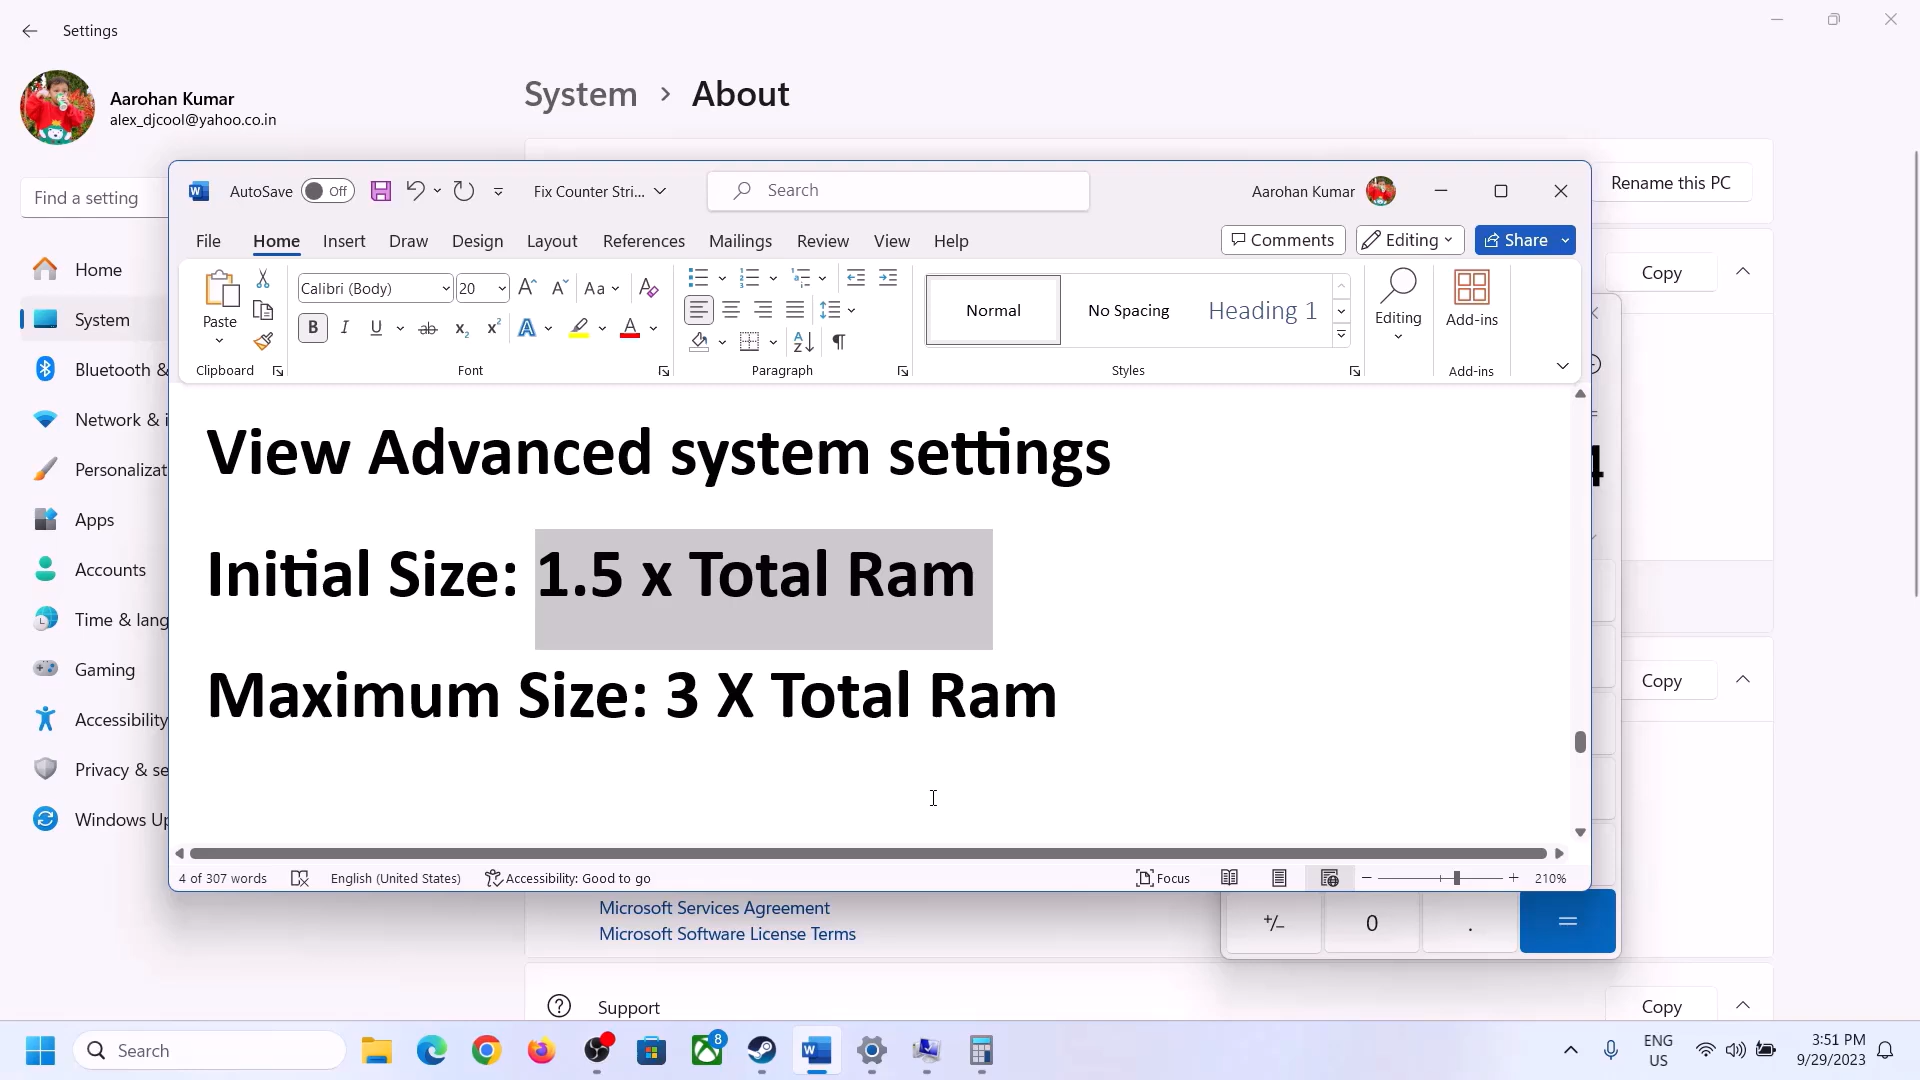 Settings
Aarohan Kumar
alex_djcool@yahoo.co.in
System > About
Find a setting
Rename this PC
Home
System
Bluetooth &
Network & i
Personalizat
Apps
Accounts
Time & lang
Gaming
Accessibility
Privacy & se
Windows Up
AutoSave Off
Fix Counter Stri...
Search
Aarohan Kumar
File Home Insert Draw Design Layout References Mailings Review View Help
Comments Editing Share
Paste
Calibri (Body) 20
Normal No Spacing Heading 1
Editing
Add-ins
Clipboard Font Paragraph Styles Add-ins
Copy
View Advanced system settings
Initial Size: 1.5 x Total Ram
Maximum Size: 3 X Total Ram
Copy
4 of 307 words English (United States) Accessibility: Good to go Focus 210%
Microsoft Services Agreement
Microsoft Software License Terms
+/− 0 . =
Support
Copy
Search
8
ENG
US
3:51 PM
9/29/2023